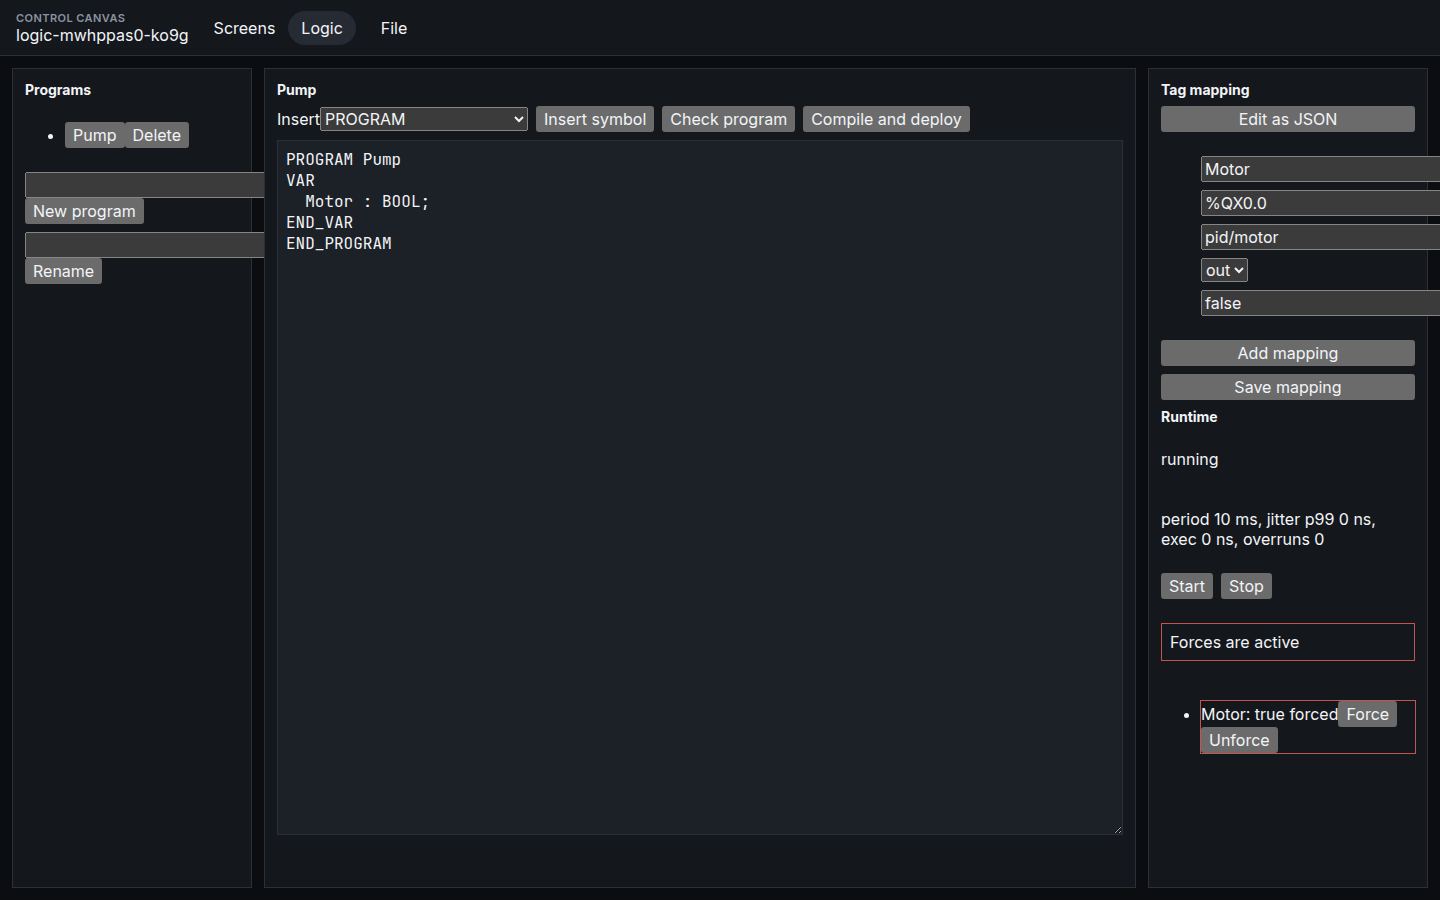 CONTROL CANVAS
logic-mwhppas0-ko9g
Screens
Logic
File
Programs
Pump
Delete
New program
Rename
Pump
Insert
PROGRAM
Insert symbol
Check program
Compile and deploy
PROGRAM Pump
VAR
Motor : BOOL;
END_VAR
END_PROGRAM
Tag mapping
Edit as JSON
Motor
%QX0.0
pid/motor
out
false
Add mapping
Save mapping
Runtime
running
period 10 ms, jitter p99 0 ns,
exec 0 ns, overruns 0
Start
Stop
Forces are active
Motor: true forced
Force
Unforce